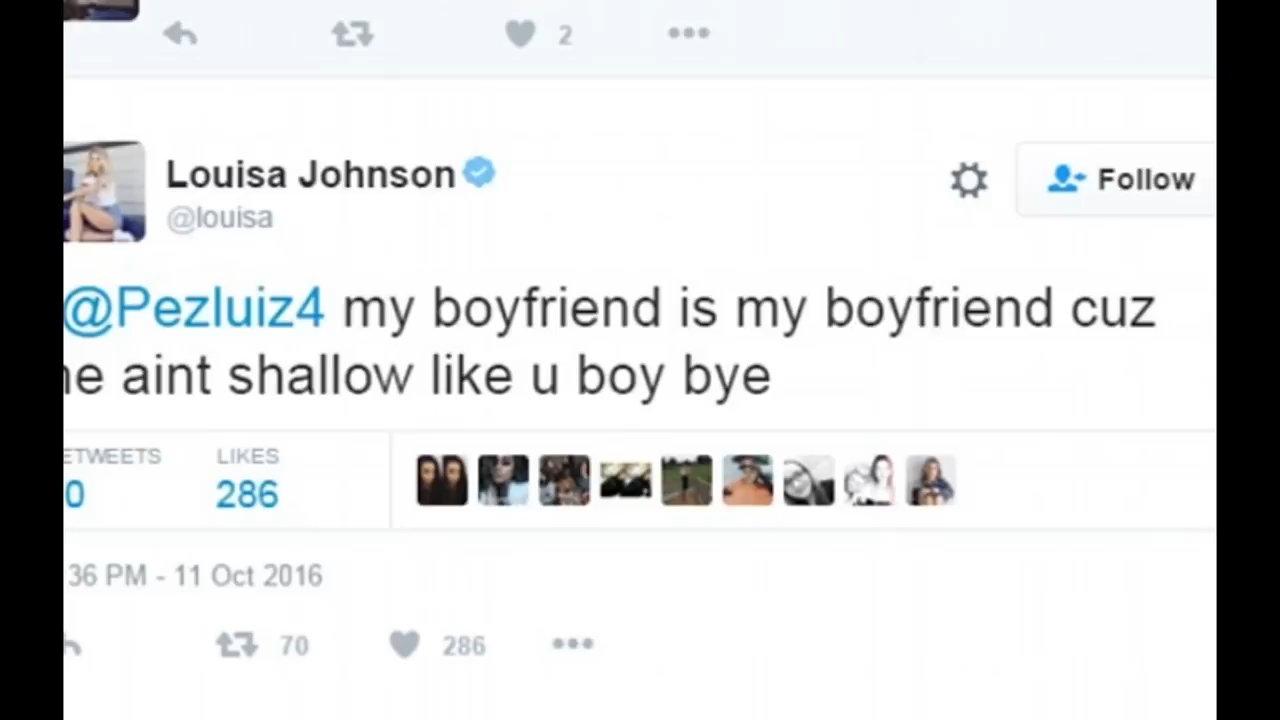 2
Louisa Johnson
@louisa
Follow
@Pezluiz4 my boyfriend is my boyfriend cuz
he aint shallow like u boy bye
ETWEETS LIKES
0 286
36 PM - 11 Oct 2016
70 286